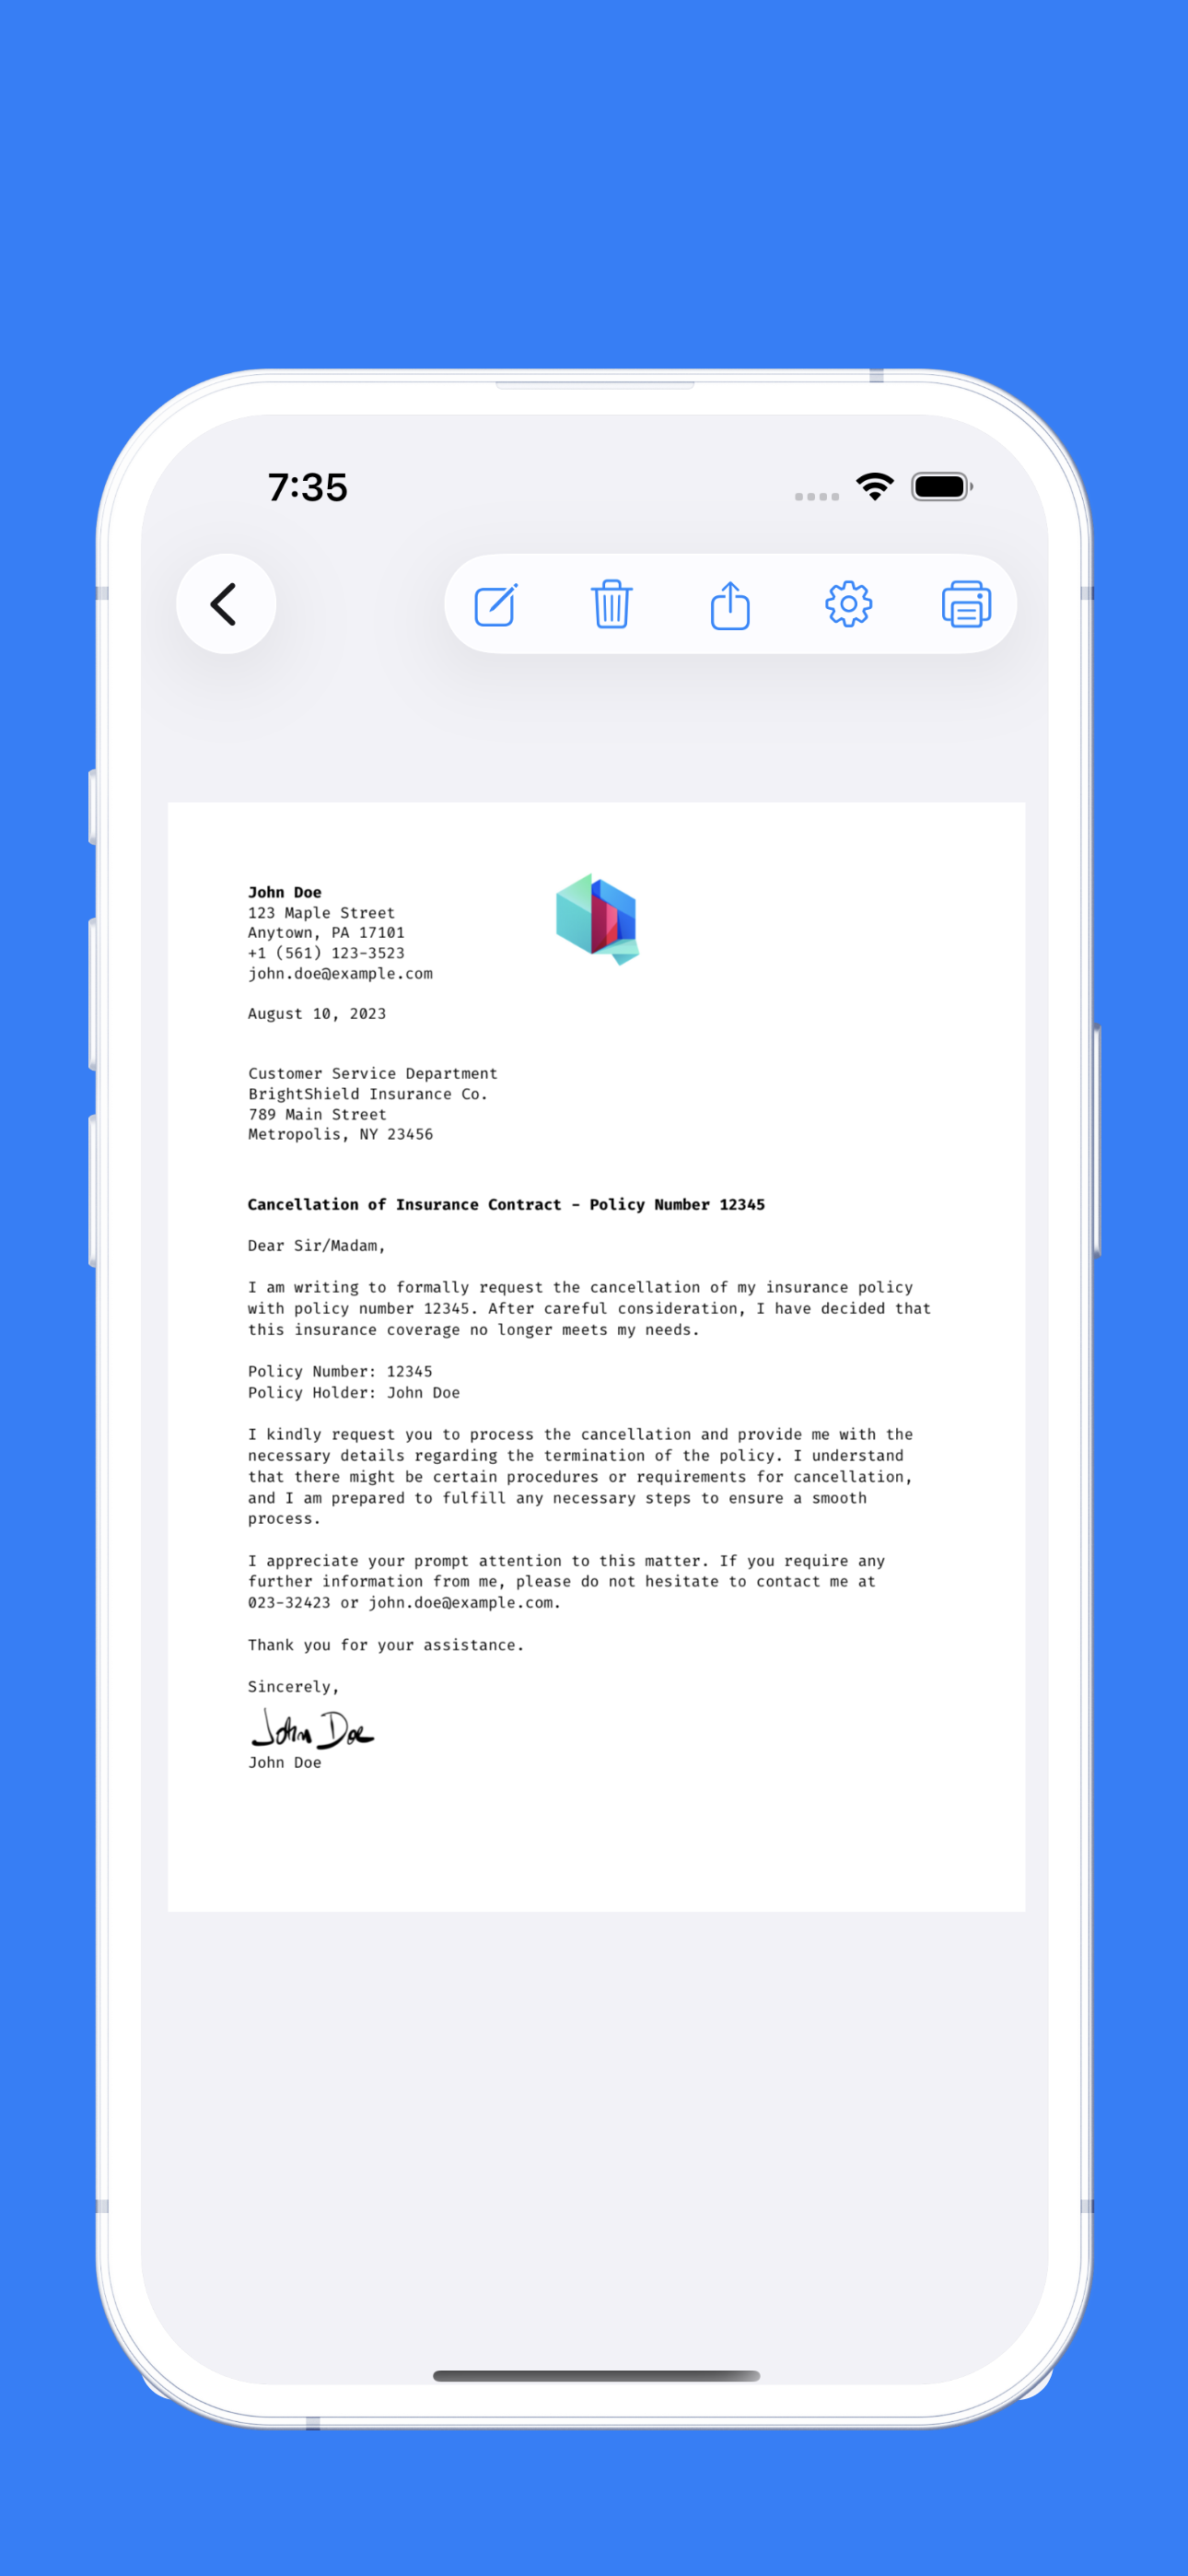 7:35
John Doe
123 Maple Street
Anytown, PA 17101
+1 (561) 123-3523
john.doe@example.com
August 10, 2023
Customer Service Department
BrightShield Insurance Co.
789 Main Street
Metropolis, NY 23456
Cancellation of Insurance Contract - Policy Number 12345
Dear Sir/Madam,
I am writing to formally request the cancellation of my insurance policy
with policy number 12345. After careful consideration, I have decided that
this insurance coverage no longer meets my needs.
Policy Number: 12345
Policy Holder: John Doe
I kindly request you to process the cancellation and provide me with the
necessary details regarding the termination of the policy. I understand
that there might be certain procedures or requirements for cancellation,
and I am prepared to fulfill any necessary steps to ensure a smooth
process.
I appreciate your prompt attention to this matter. If you require any
further information from me, please do not hesitate to contact me at
023-32423 or john.doe@example.com.
Thank you for your assistance.
Sincerely,
John Doe
John Doe